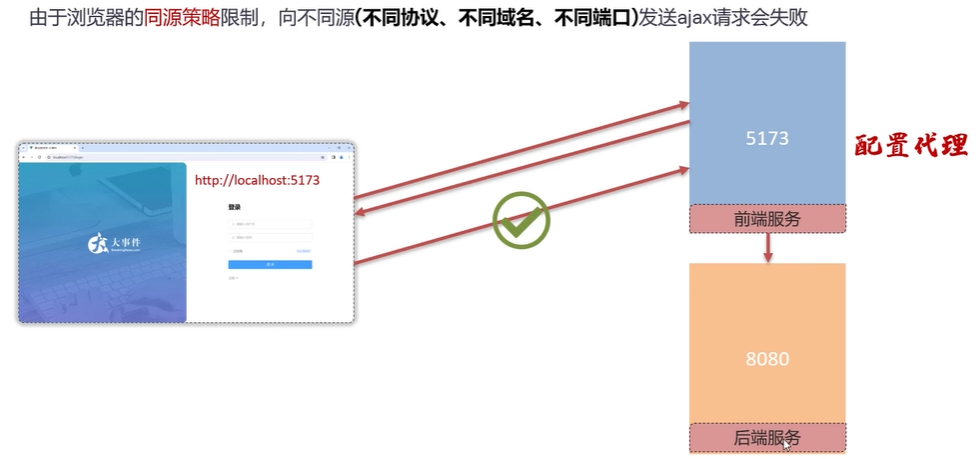 由于浏览器的同源策略限制，向不同源(不同协议、不同域名、不同端口)发送ajax请求会失败
http://localhost:5173
登录
大事件
5173
前端服务
配置代理
8080
后端服务